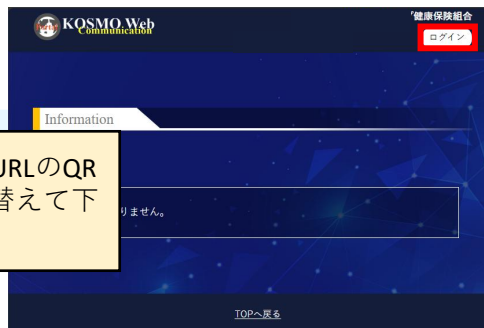 KOSMO Web
Communication
健康保険組合
ログイン
Information
URLのQR
替えて下
りません。
TOPへ戻る